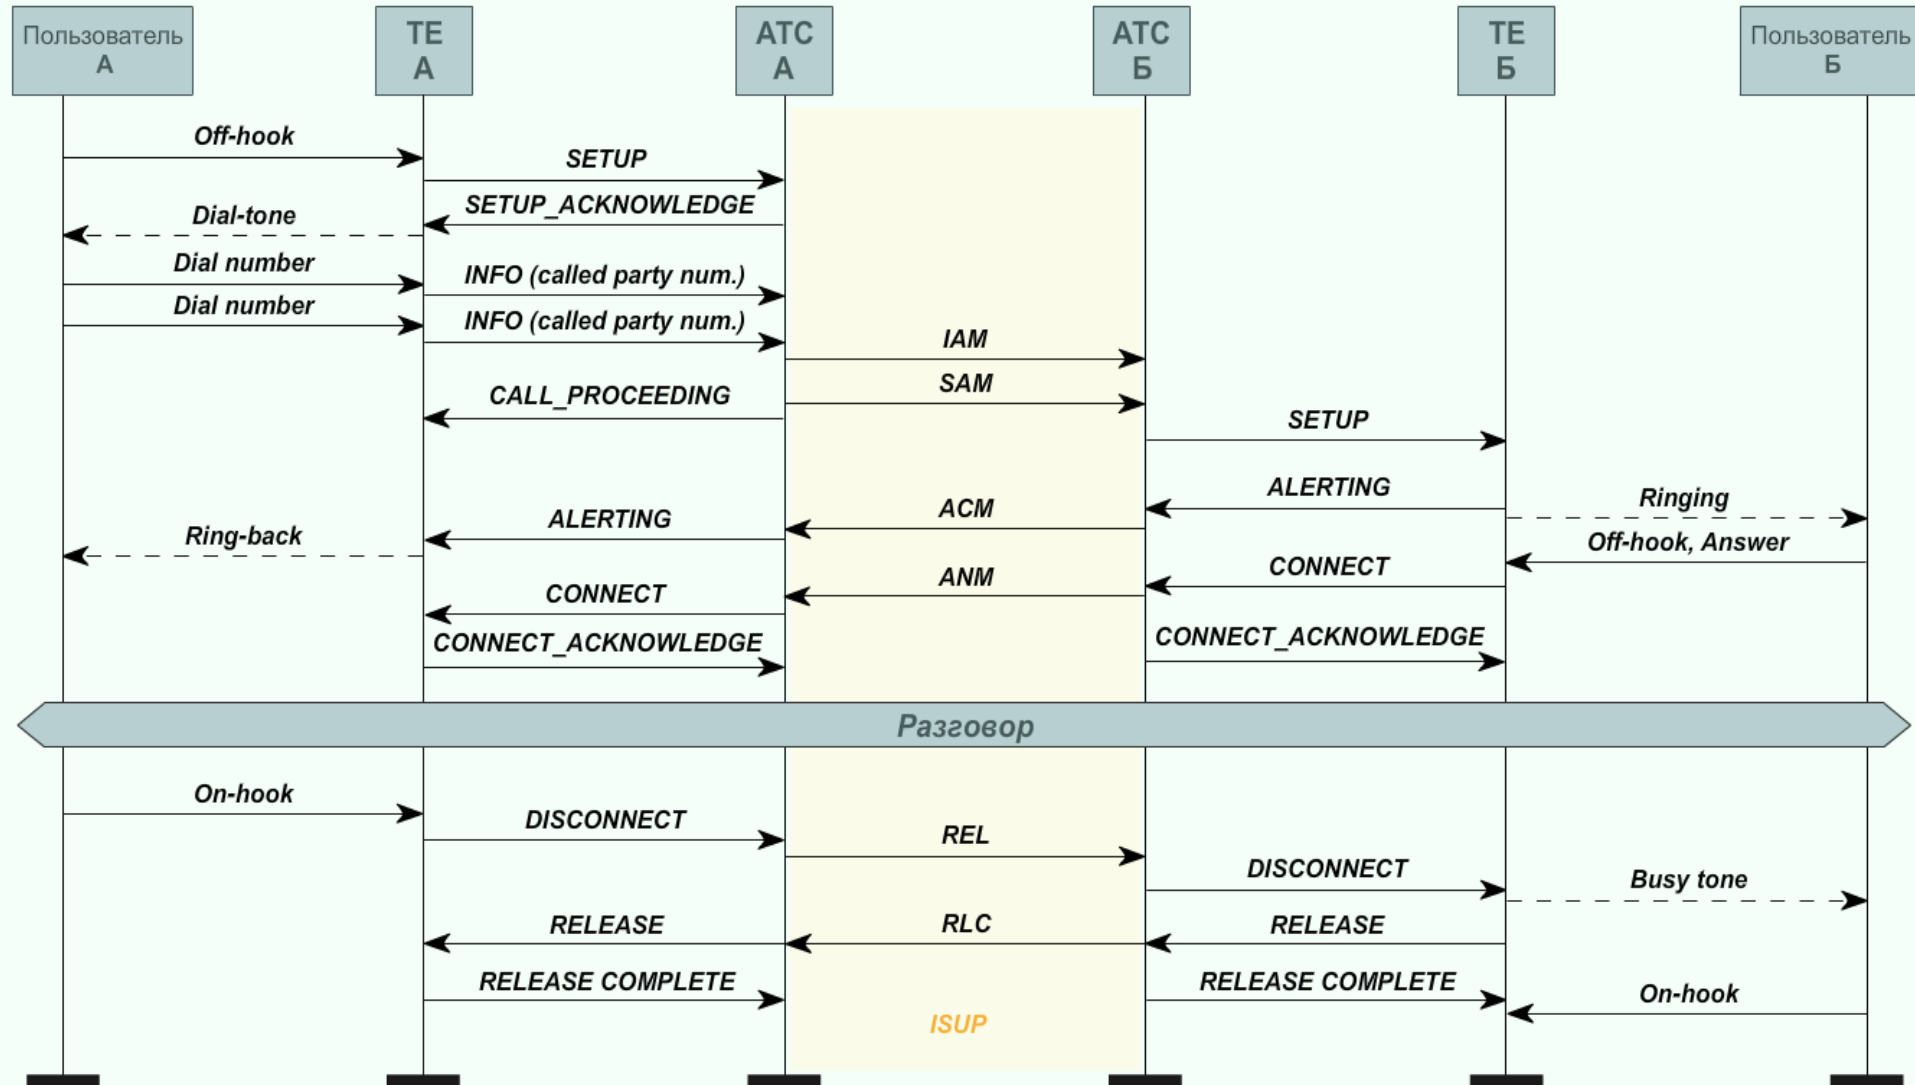 Пользователь
А
ТЕ
А
АТС
А
АТС
Б
ТЕ
Б
Пользователь
Б
Off-hook
SETUP
SETUP_ACKNOWLEDGE
Dial-tone
Dial number
INFO (called party num.)
Dial number
INFO (called party num.)
IAM
SAM
CALL_PROCEEDING
SETUP
ALERTING
Ringing
ACM
ALERTING
Ring-back
Off-hook, Answer
CONNECT
ANM
CONNECT
CONNECT_ACKNOWLEDGE
CONNECT_ACKNOWLEDGE
Разговор
On-hook
DISCONNECT
REL
DISCONNECT
Busy tone
RELEASE
RLC
RELEASE
RELEASE COMPLETE
RELEASE COMPLETE
On-hook
ISUP